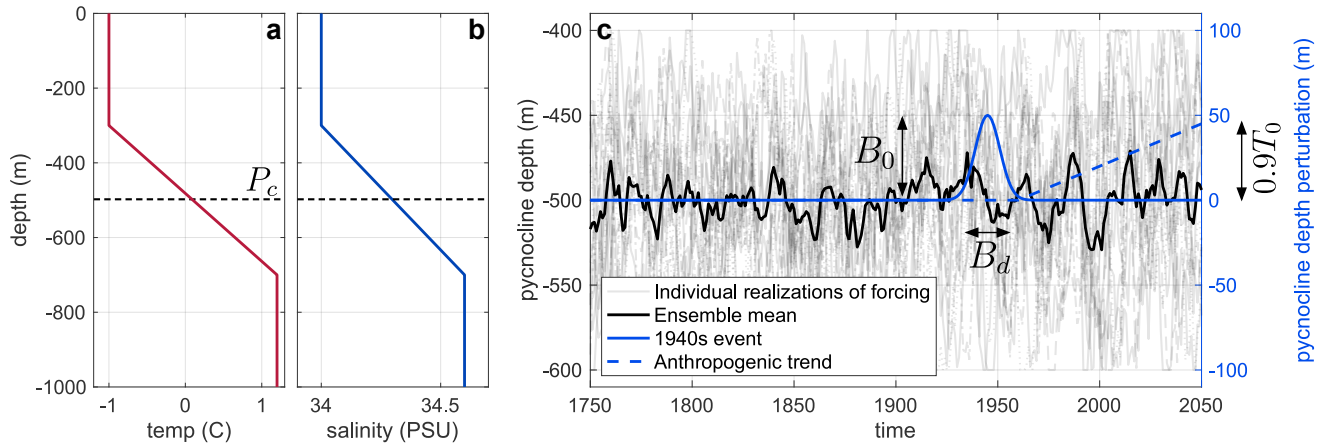 a
0
-200
-400
-600
-800
-1000
depth (m)
P_c
-1 0 1
temp (C)
b
34 34.5
salinity (PSU)
c
-400
-450
-500
-550
-600
pycnocline depth (m)
B_0
B_d
Individual realizations of forcing
Ensemble mean
1940s event
Anthropogenic trend
1750 1800 1850 1900 1950 2000 2050
time
100
50
0
-50
-100
pycnocline depth perturbation (m)
0.6T_0